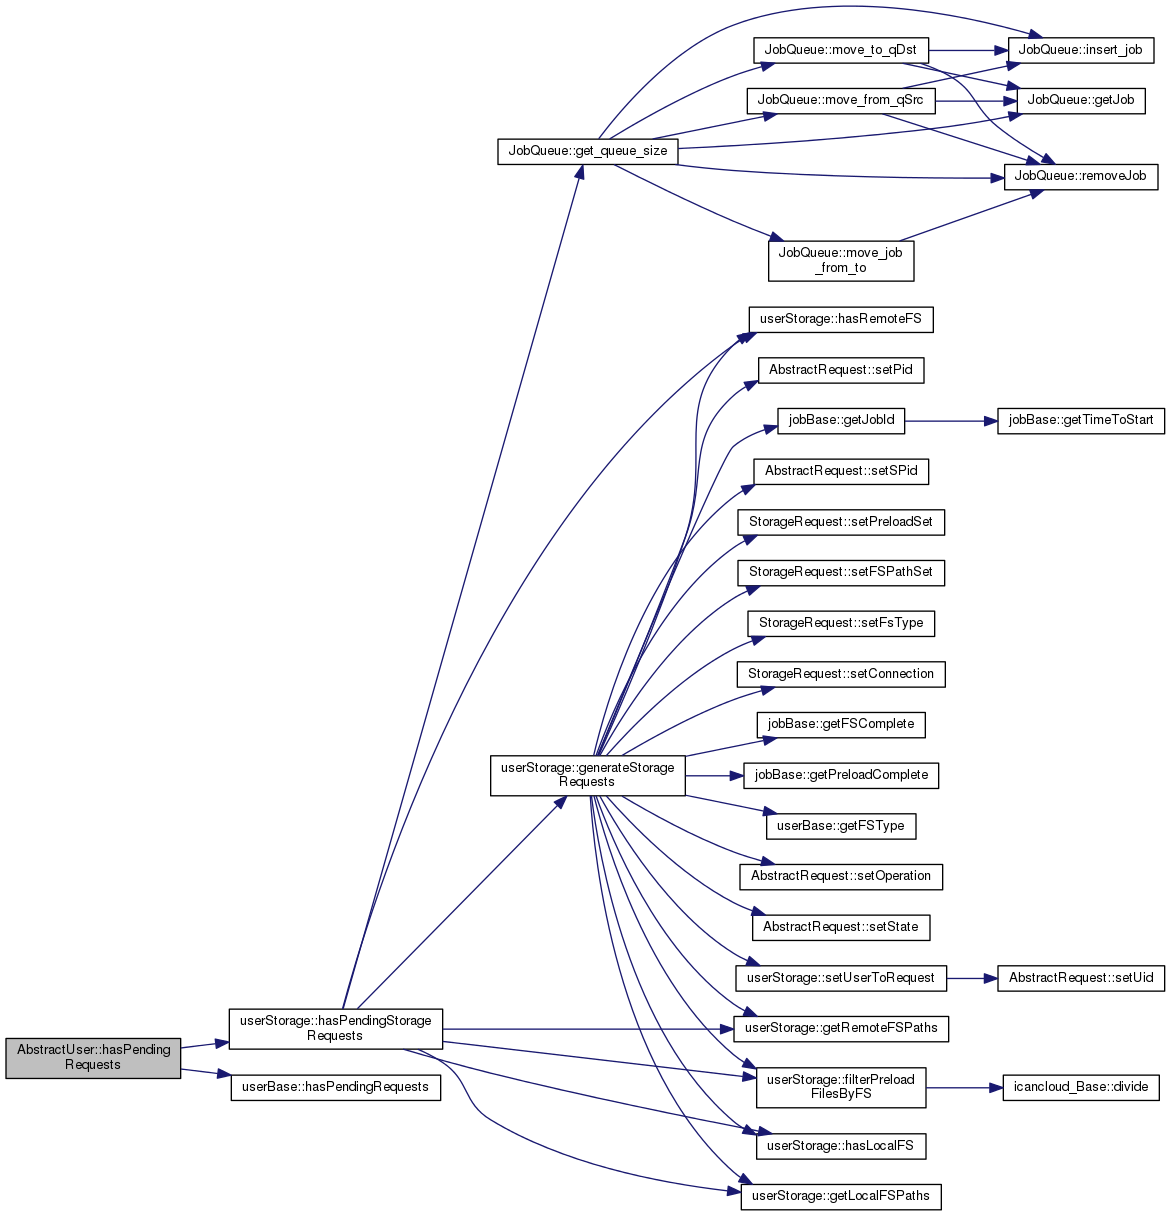 JobQueue::move_to_qDst
JobQueue::insert_job
JobQueue::move_from_qSrc
JobQueue::getJob
JobQueue::get_queue_size
JobQueue::removeJob
JobQueue::move_job
_from_to
userStorage::hasRemoteFS
AbstractRequest::setPid
jobBase::getJobId
jobBase::getTimeToStart
AbstractRequest::setSPid
StorageRequest::setPreloadSet
StorageRequest::setFSPathSet
StorageRequest::setFsType
StorageRequest::setConnection
jobBase::getFSComplete
userStorage::generateStorage
Requests
jobBase::getPreloadComplete
userBase::getFSType
AbstractRequest::setOperation
AbstractRequest::setState
userStorage::setUserToRequest
AbstractRequest::setUid
userStorage::hasPendingStorage
Requests
userStorage::getRemoteFSPaths
AbstractUser::hasPending
Requests
userBase::hasPendingRequests
userStorage::filterPreload
FilesByFS
icancloud_Base::divide
userStorage::hasLocalFS
userStorage::getLocalFSPaths